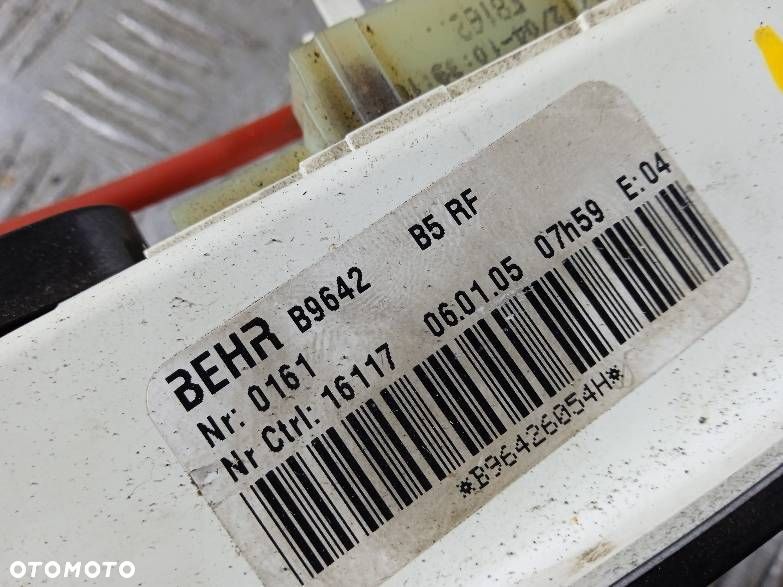 BEHR B9642 B5 RF
Nr: 0161
Nr Ctrl: 16117 06.01.05 07h59 E:04
*B96426054H*
OTOMOTO